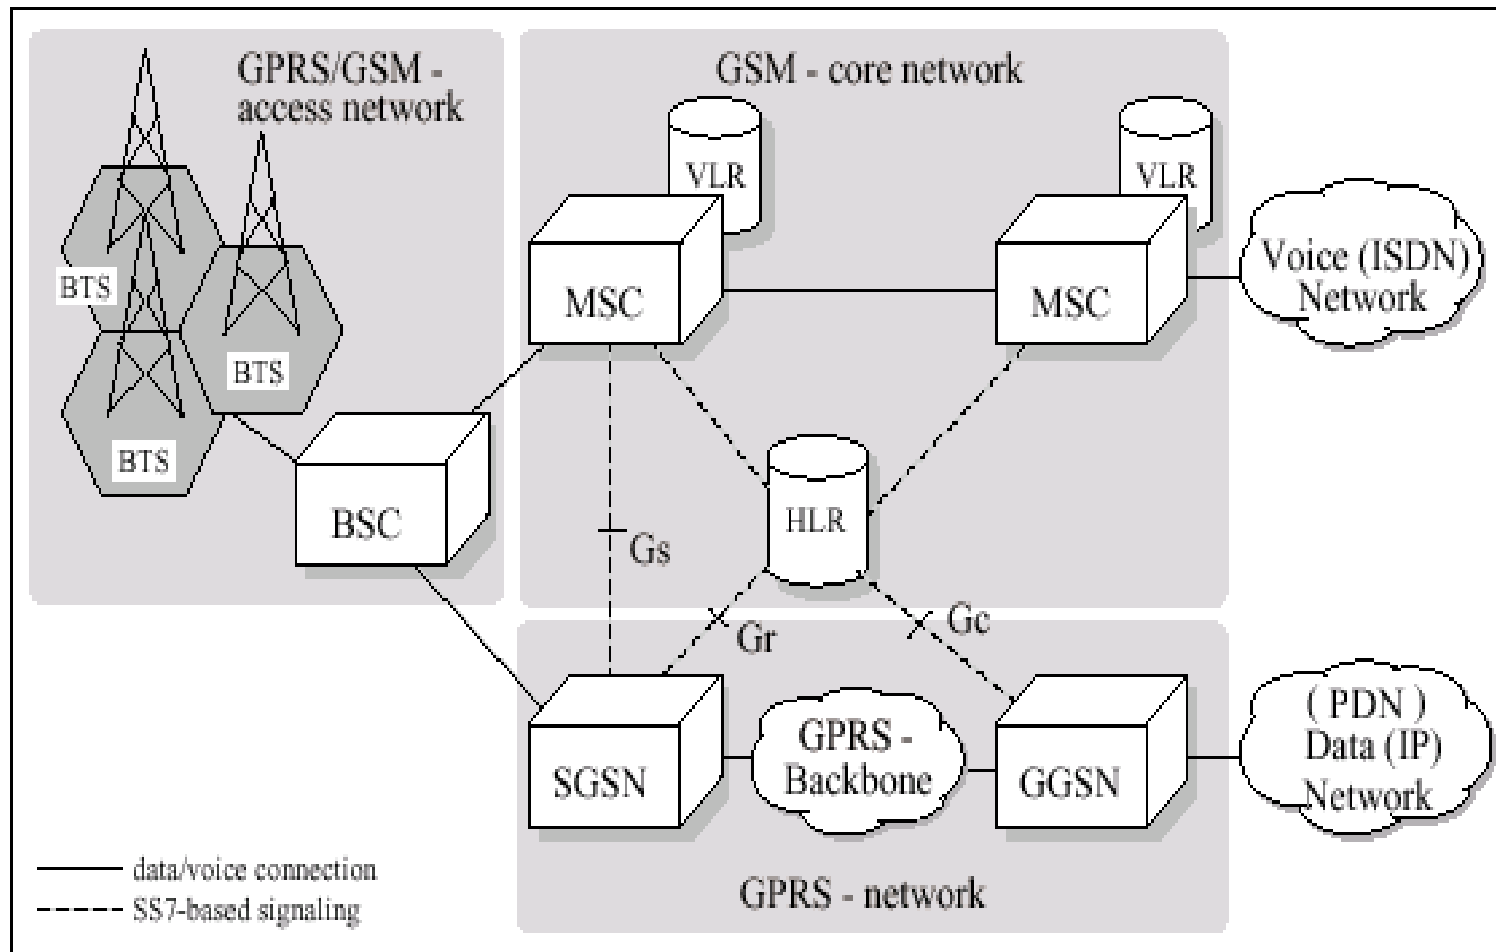 GPRS/GSM -
access network
GSM - core network
VLR
VLR
MSC
MSC
Voice (ISDN)
Network
BTS
BTS
BTS
BSC
HLR
Gs
Gr
Gc
SGSN
GPRS -
Backbone
GGSN
( PDN )
Data (IP)
Network
data/voice connection
SS7-based signaling
GPRS - network